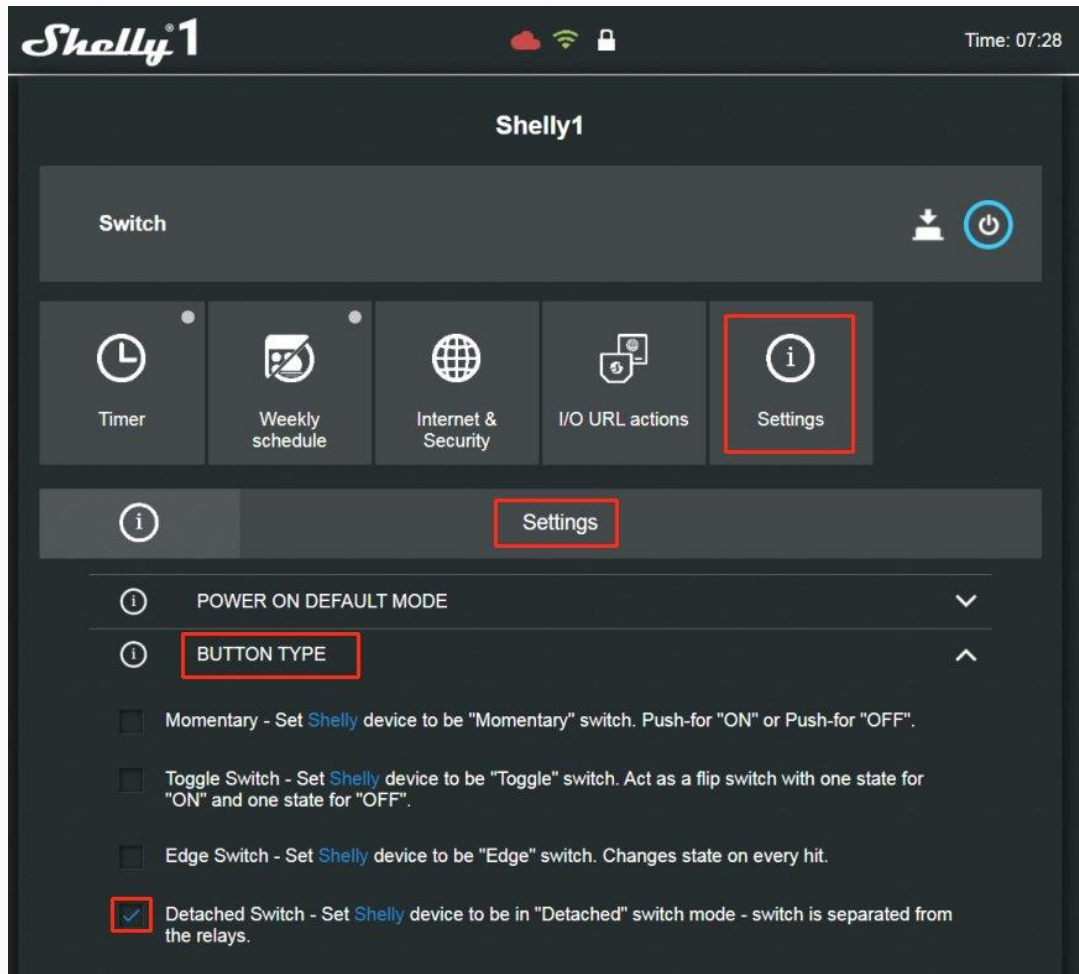 Shelly®1
Time: 07:28
Shelly1
Switch
Timer
Weekly
schedule
Internet &
Security
I/O URL actions
Settings
Settings
POWER ON DEFAULT MODE
BUTTON TYPE
Momentary - Set Shelly device to be "Momentary" switch. Push-for "ON" or Push-for "OFF".
Toggle Switch - Set Shelly device to be "Toggle" switch. Act as a flip switch with one state for
"ON" and one state for "OFF".
Edge Switch - Set Shelly device to be "Edge" switch. Changes state on every hit.
Detached Switch - Set Shelly device to be in "Detached" switch mode - switch is separated from
the relays.